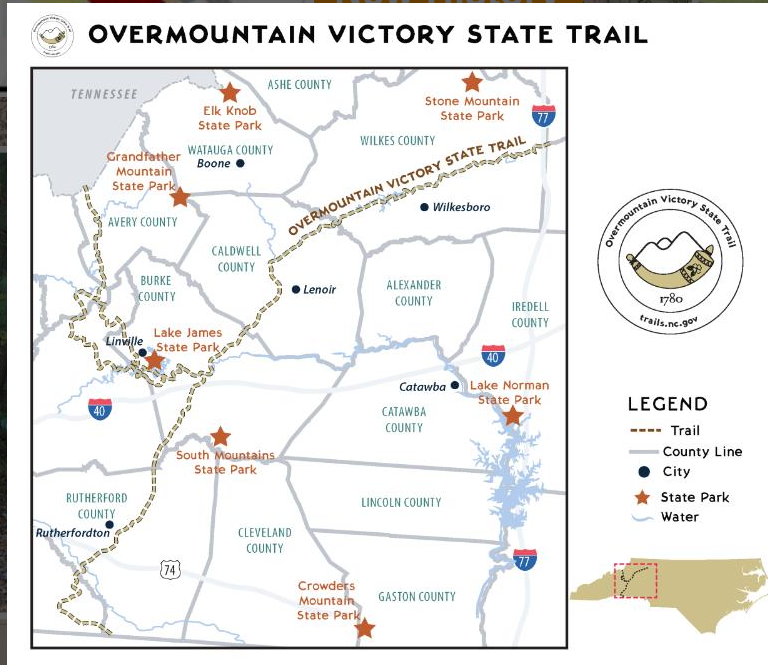 OVERMOUNTAIN VICTORY STATE TRAIL
TENNESSEE
ASHE COUNTY
Elk Knob
State Park
Stone Mountain
State Park
77
WILKES COUNTY
WATAUGA COUNTY
Boone
Grandfather
Mountain
State Park
OVERMOUNTAIN VICTORY STATE TRAIL
Wilkesboro
AVERY COUNTY
CALDWELL
COUNTY
BURKE
COUNTY
Lenoir
ALEXANDER
COUNTY
IREDELL
COUNTY
Linville
Lake James
State Park
40
40
Catawba
Lake Norman
State Park
CATAWBA
COUNTY
South Mountains
State Park
RUTHERFORD
COUNTY
Rutherfordton
LINCOLN COUNTY
CLEVELAND
COUNTY
74
77
Crowders
Mountain
State Park
GASTON COUNTY
Overmountain Victory State Trail
1780
trails.nc.gov
LEGEND
Trail
County Line
City
State Park
Water